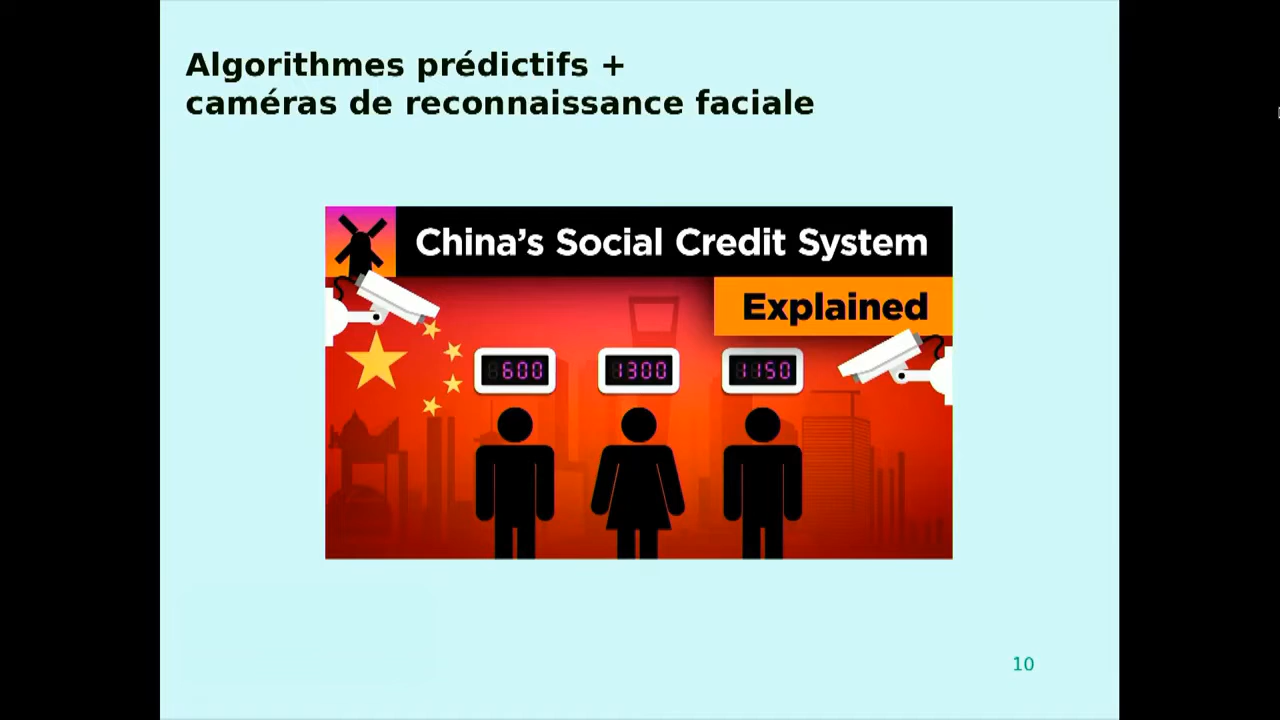 Algorithmes prédictifs +
caméras de reconnaissance faciale
China's Social Credit System
Explained
600 1300 1150
10